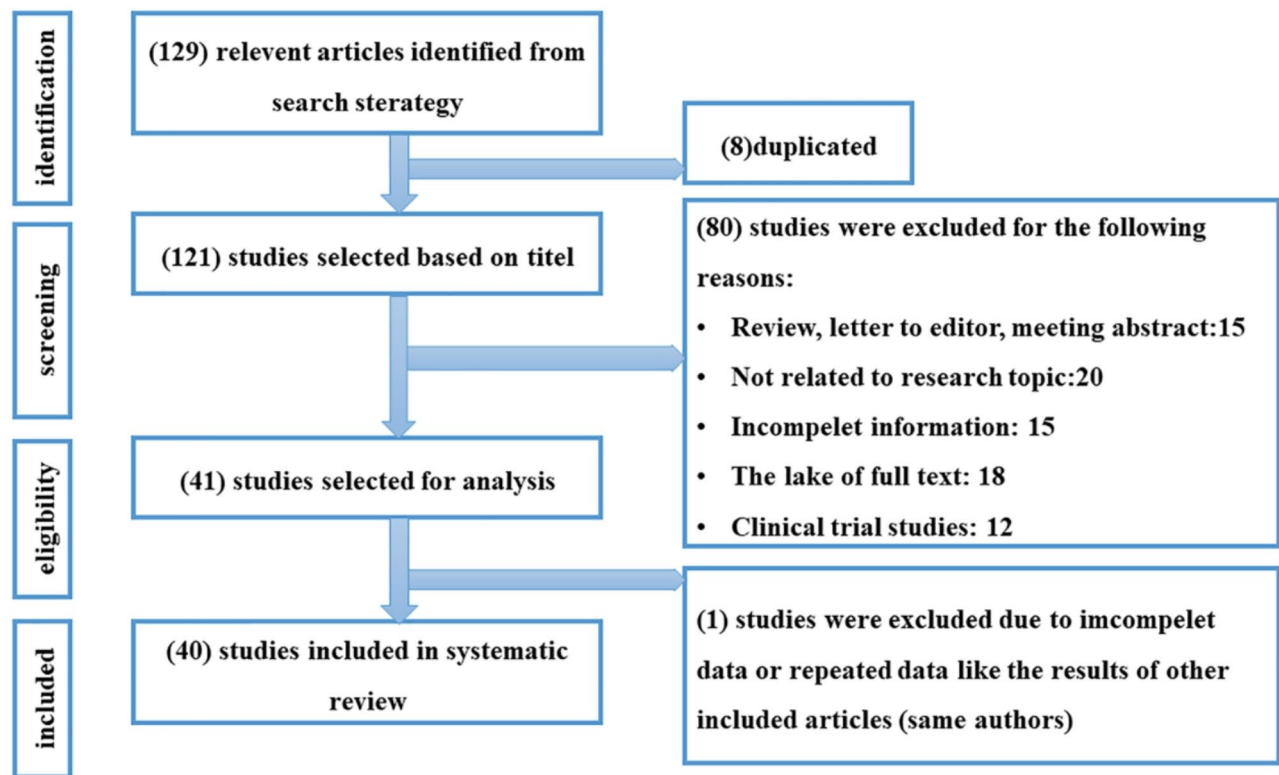 identification
(129) relevent articles identified from
search sterategy
(8)duplicated
screening
(121) studies selected based on titel
(80) studies were excluded for the following
reasons:
• Review, letter to editor, meeting abstract:15
• Not related to research topic:20
• Incompelet information: 15
• The lake of full text: 18
• Clinical trial studies: 12
eligibility
(41) studies selected for analysis
included
(40) studies included in systematic
review
(1) studies were excluded due to imcompelet
data or repeated data like the results of other
included articles (same authors)